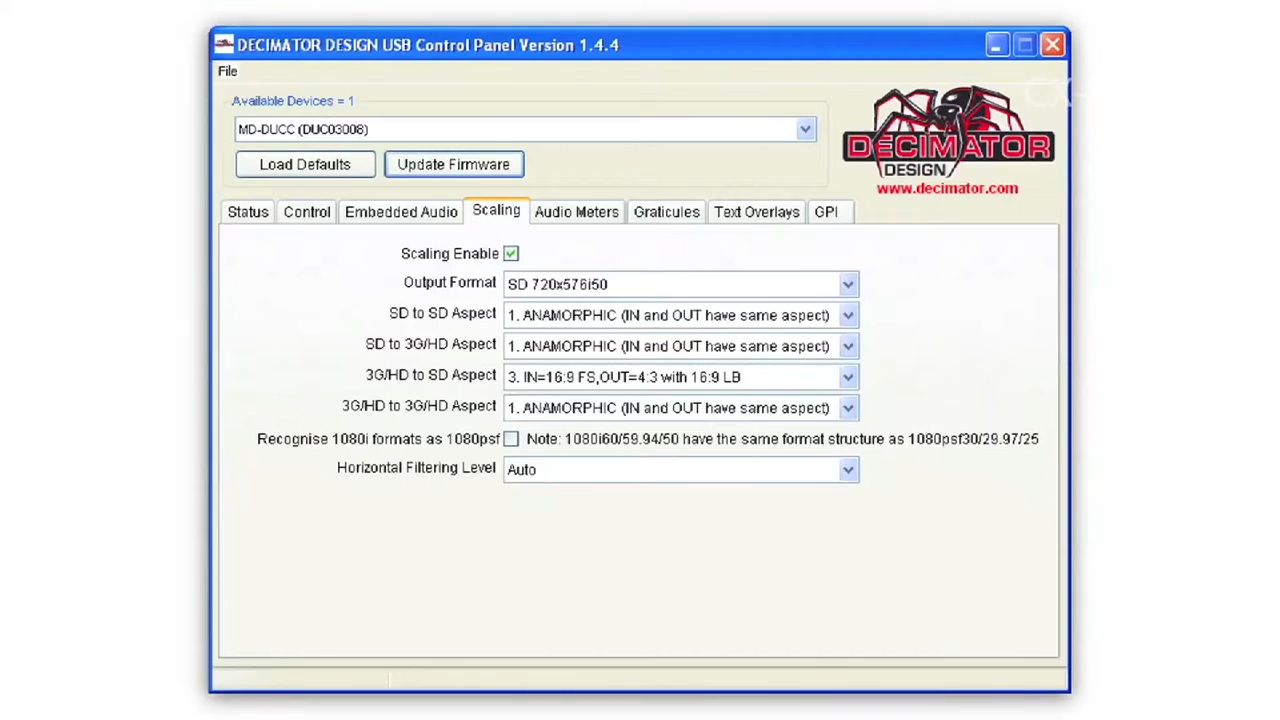 DECIMATOR DESIGN USB Control Panel Version 1.4.4
File
Available Devices = 1
MD-DUCC (DUC03008)
Load Defaults Update Firmware
DECIMATOR
DESIGN
www.decimator.com
Status Control Embedded Audio Scaling Audio Meters Graticules Text Overlays GPI
Scaling Enable
Output Format SD 720x576i50
SD to SD Aspect 1. ANAMORPHIC (IN and OUT have same aspect)
SD to 3G/HD Aspect 1. ANAMORPHIC (IN and OUT have same aspect)
3G/HD to SD Aspect 3. IN=16:9 FS,OUT=4:3 with 16:9 LB
3G/HD to 3G/HD Aspect 1. ANAMORPHIC (IN and OUT have same aspect)
Recognise 1080i formats as 1080psf Note: 1080i60/59.94/50 have the same format structure as 1080psf30/29.97/25
Horizontal Filtering Level Auto